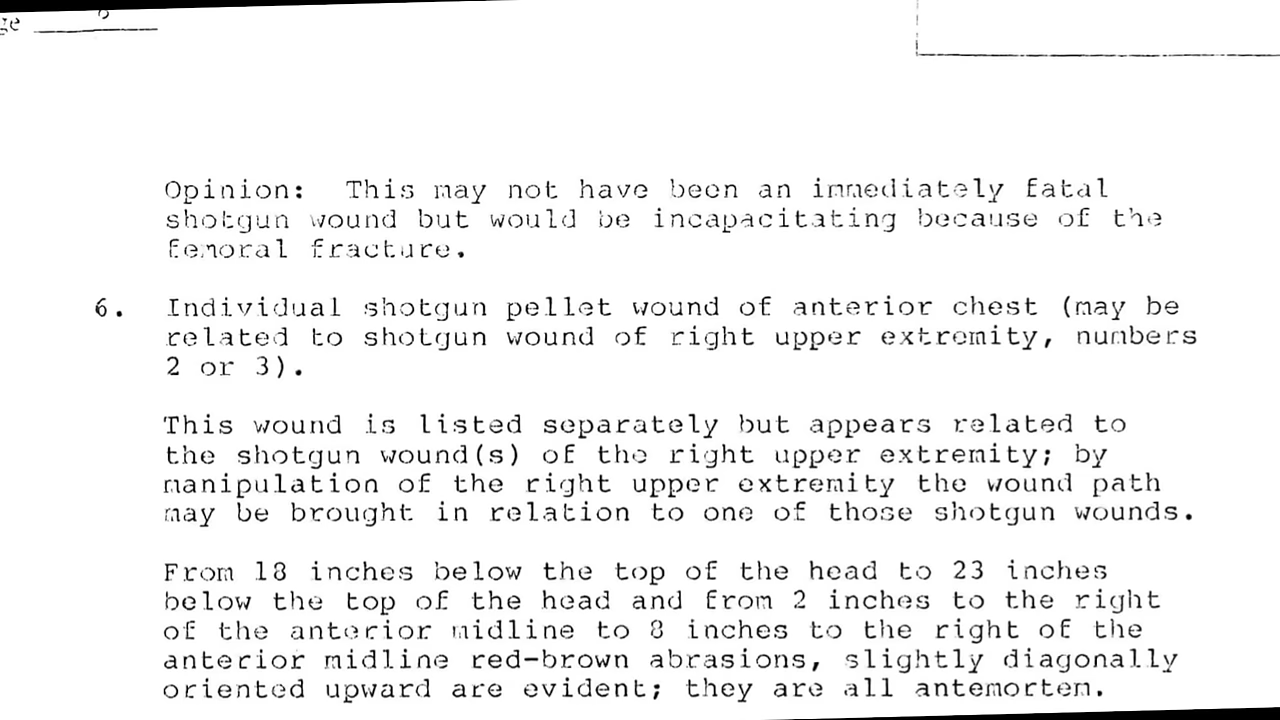 ge
Opinion: This may not have been an immediately fatal
shotgun wound but would be incapacitating because of the
femoral fracture.
6. Individual shotgun pellet wound of anterior chest (may be
related to shotgun wound of right upper extremity, numbers
2 or 3).
This wound is listed separately but appears related to
the shotgun wound(s) of the right upper extremity; by
manipulation of the right upper extremity the wound path
may be brought in relation to one of those shotgun wounds.
From 18 inches below the top of the head to 23 inches
below the top of the head and from 2 inches to the right
of the anterior midline to 8 inches to the right of the
anterior midline red-brown abrasions, slightly diagonally
oriented upward are evident; they are all antemortem.